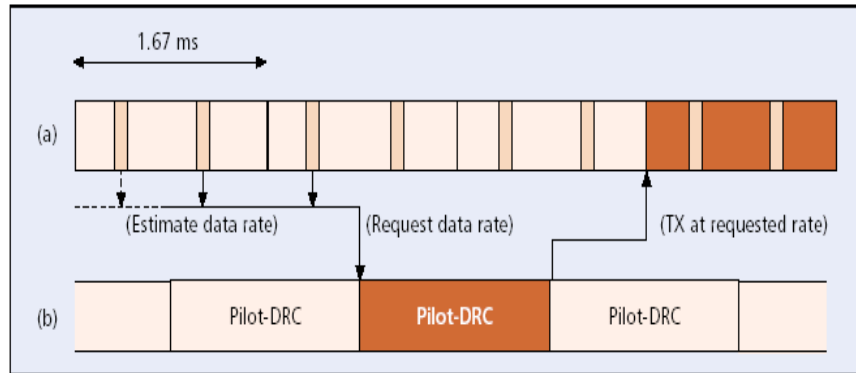 1.67 ms
(a)
(Estimate data rate) (Request data rate) (TX at requested rate)
(b) Pilot-DRC Pilot-DRC Pilot-DRC